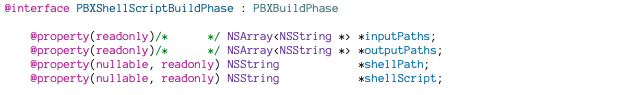 @interface PBXShellScriptBuildPhase : PBXBuildPhase
@property(readonly)/*      */ NSArray<NSString *> *inputPaths;
@property(readonly)/*      */ NSArray<NSString *> *outputPaths;
@property(nullable, readonly) NSString            *shellPath;
@property(nullable, readonly) NSString            *shellScript;